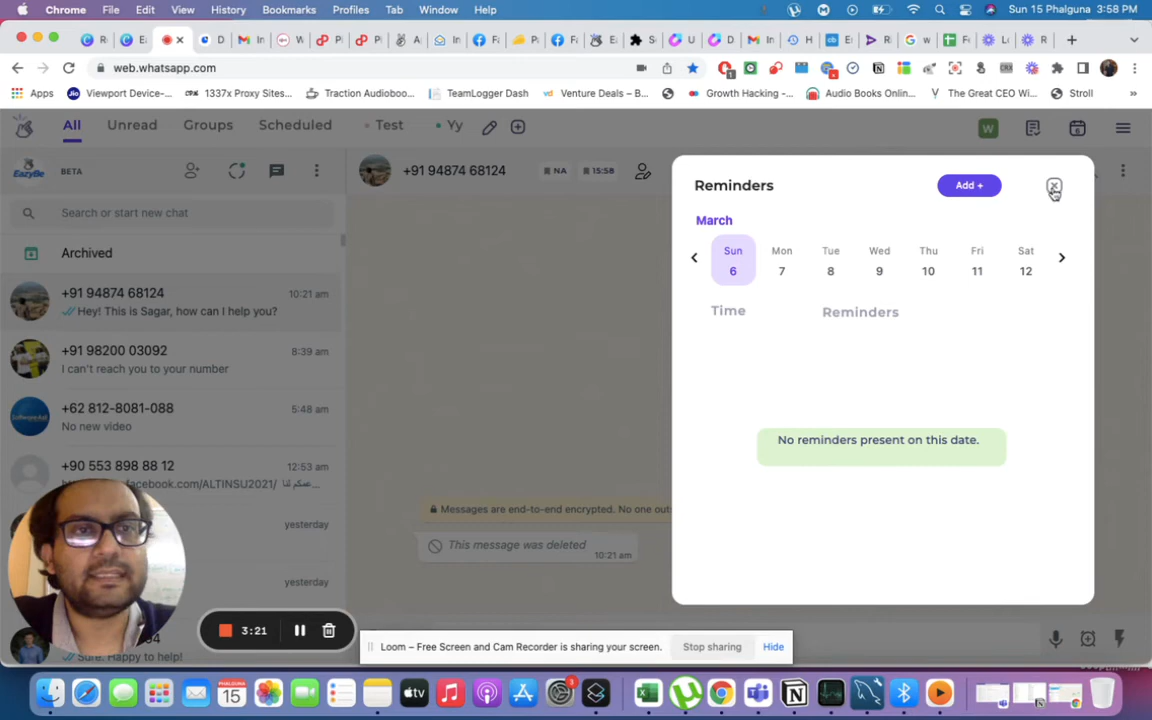 Chrome File Edit View History Bookmarks Profiles Tab Window Help
Sun 15 Phalguna 3:58 PM
web.whatsapp.com
Apps
Viewport Device-...
1337x Proxy Sites...
Traction Audioboo...
TeamLogger Dash
Venture Deals – B...
Growth Hacking -...
Audio Books Onlin...
The Great CEO Wi...
Stroll
All Unread Groups Scheduled Test Yy
W
6
EazyBe BETA
+91 94874 68124
NA
15:58
Search or start new chat
Archived
+91 94874 68124 10:21 am
Hey! This is Sagar, how can I help you?
+91 98200 03092 8:39 am
I can't reach you to your number
+62 812-8081-088 5:48 am
No new video
+90 553 898 88 12 12:53 am
facebook.com/ALTINSU2021/
yesterday
yesterday
Sure. Happy to help!
Messages are end-to-end encrypted. No one
This message was deleted
10:21 am
Reminders
Add +
March
Sun Mon Tue Wed Thu Fri Sat
6 7 8 9 10 11 12
Time Reminders
No reminders present on this date.
3:21
Loom – Free Screen and Cam Recorder is sharing your screen.
Stop sharing
Hide
15
3